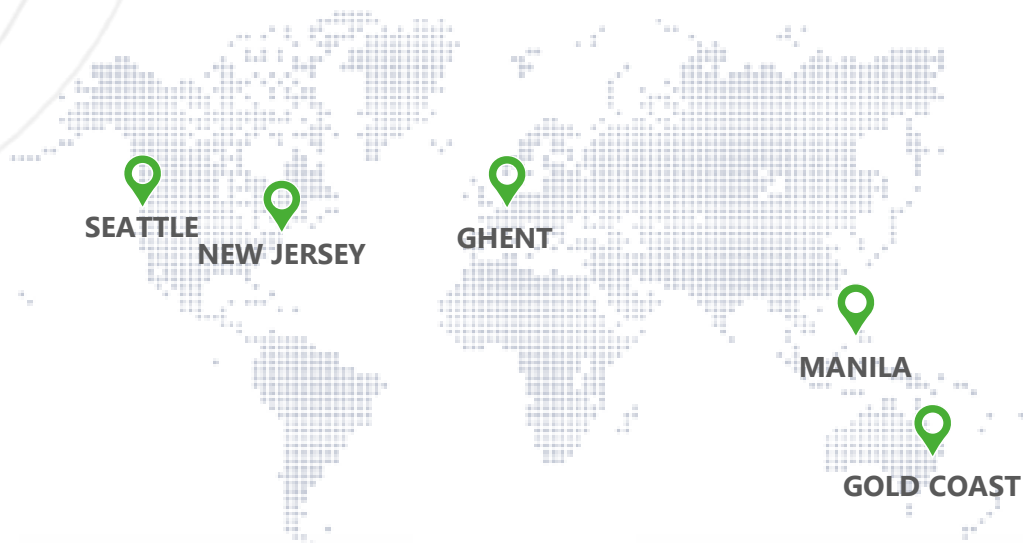 SEATTLE
NEW JERSEY
GHENT
MANILA
GOLD COAST